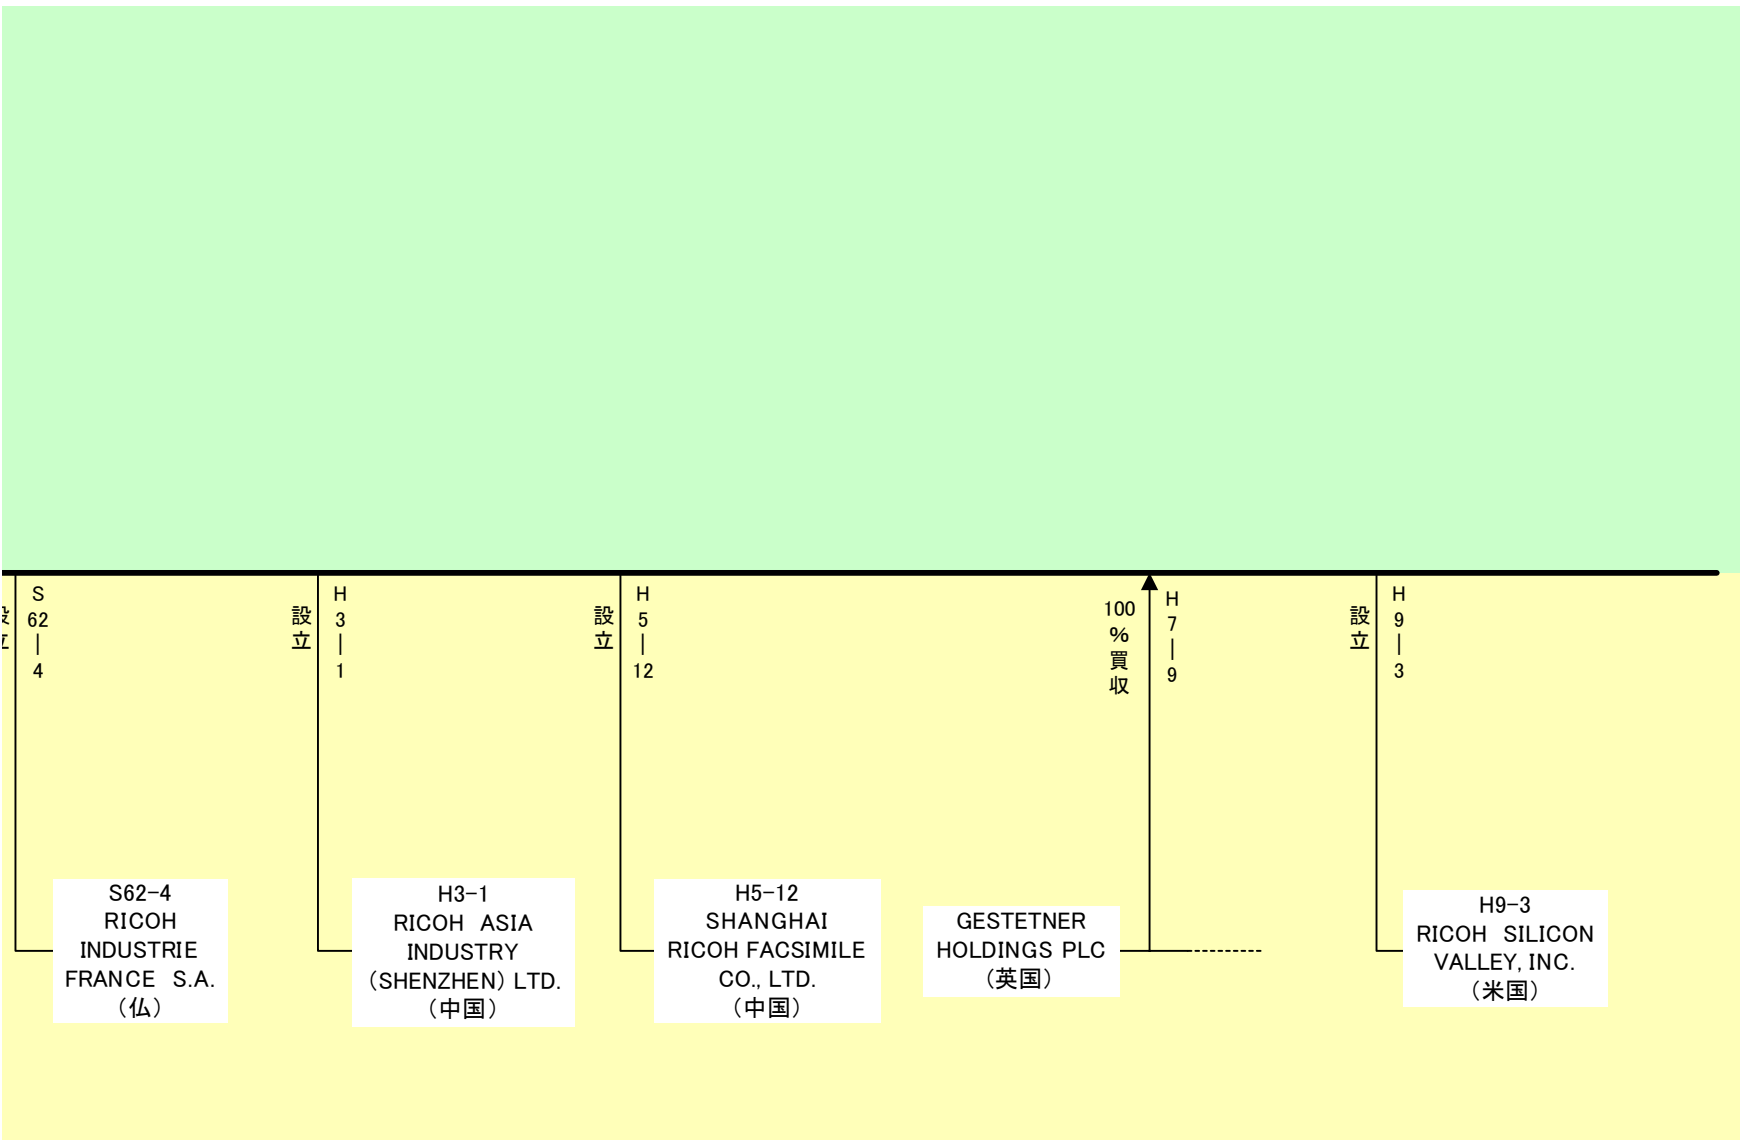 設立
S
62
|
4
設立
H
3
|
1
設立
H
5
|
12
100
%
買
収
H
7
|
9
設立
H
9
|
3
S62-4
RICOH
INDUSTRIE
FRANCE S.A.
（仏）
H3-1
RICOH ASIA
INDUSTRY
（SHENZHEN）LTD.
（中国）
H5-12
SHANGHAI
RICOH FACSIMILE
CO., LTD.
（中国）
GESTETNER
HOLDINGS PLC
（英国）
H9-3
RICOH SILICON
VALLEY, INC.
（米国）